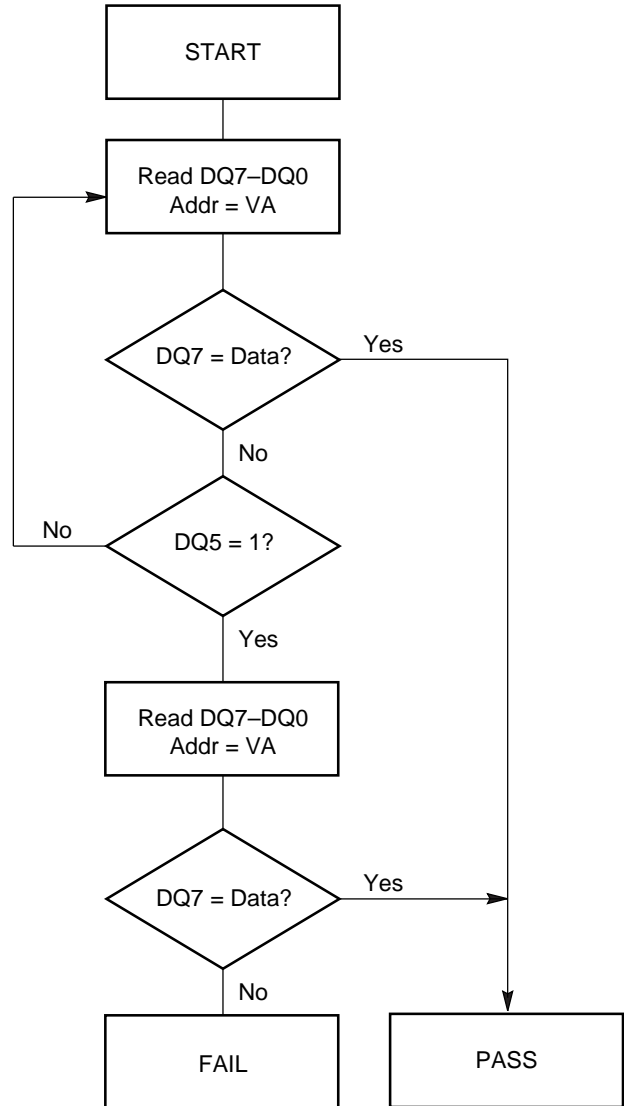 START
Read DQ7–DQ0
Addr = VA
DQ7 = Data?
Yes
No
No
DQ5 = 1?
Yes
Read DQ7–DQ0
Addr = VA
DQ7 = Data?
Yes
No
FAIL
PASS